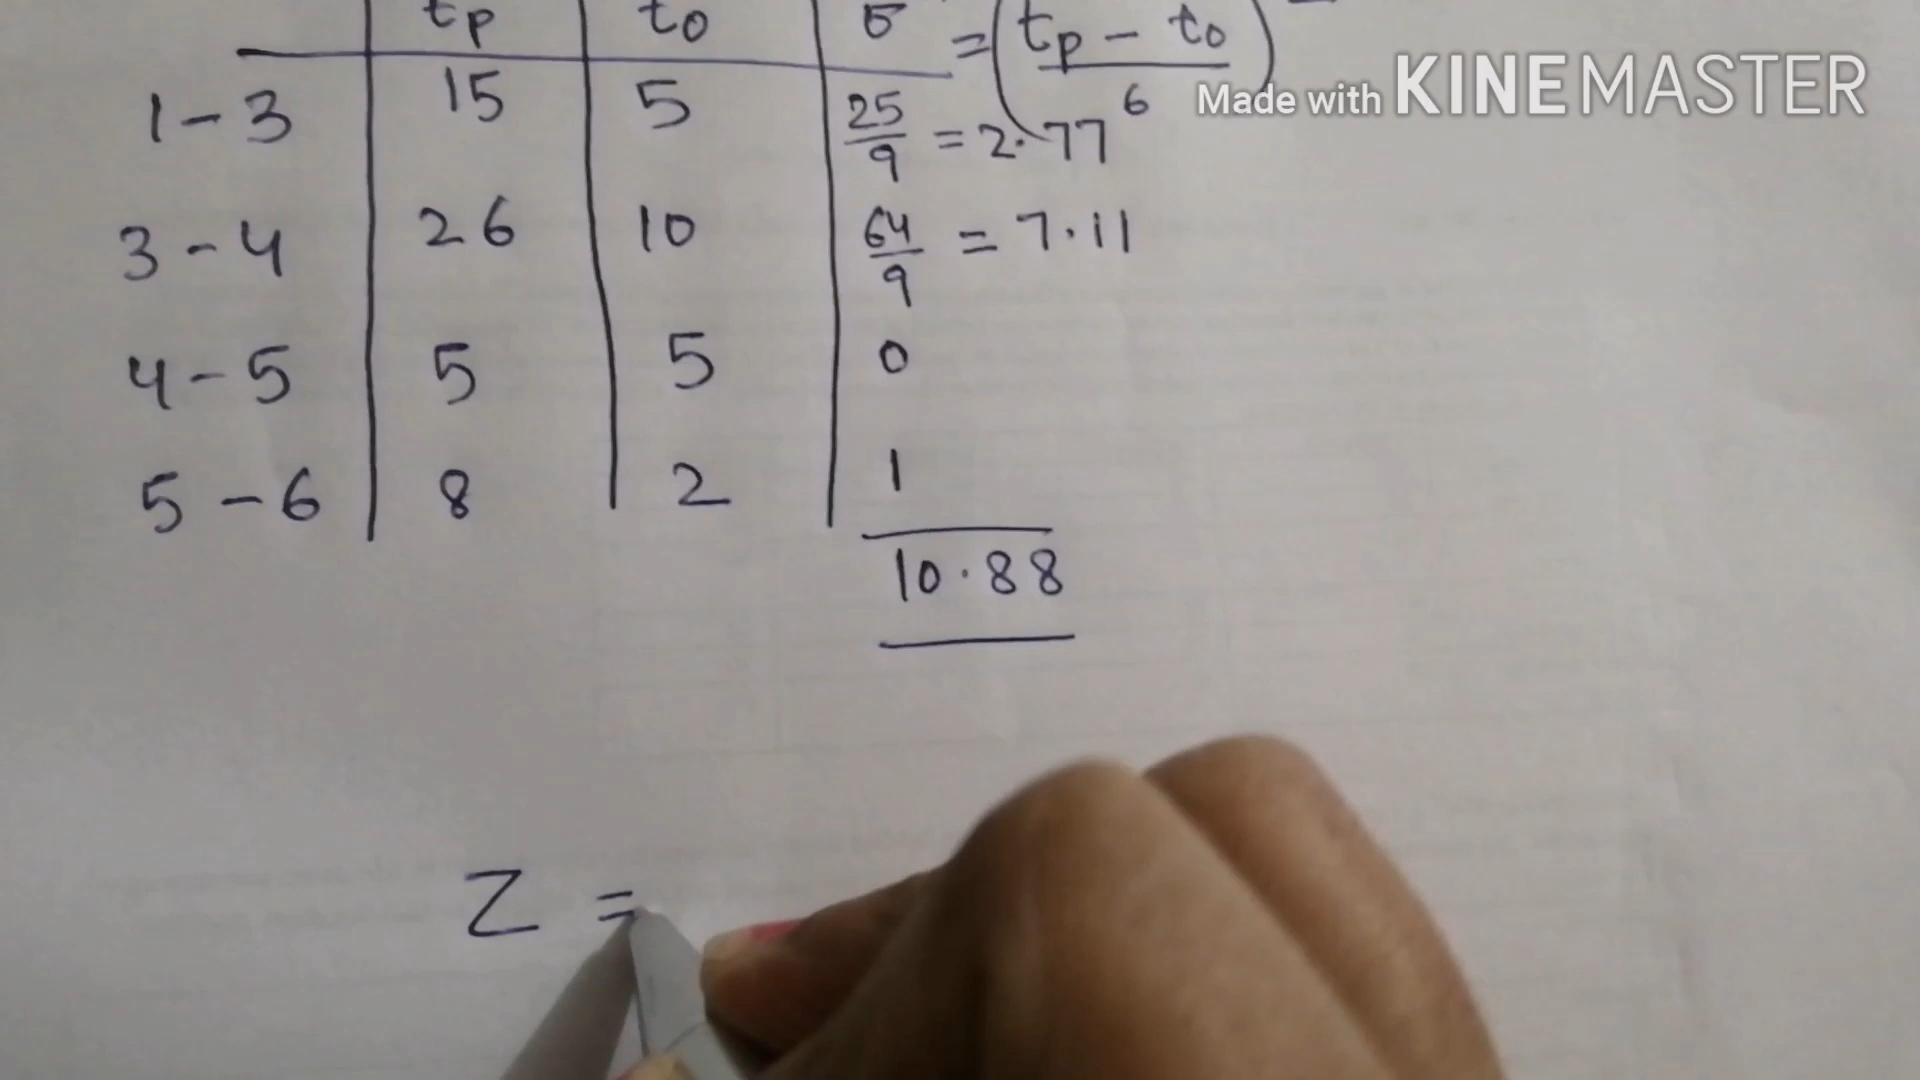 tp to σ = (tp - to / 6)
Made with KINEMASTER
1 - 3 15 5 25/9 = 2.77
3 - 4 26 10 64/9 = 7.11
4 - 5 5 5 0
5 - 6 8 2 1
10.88
Z =